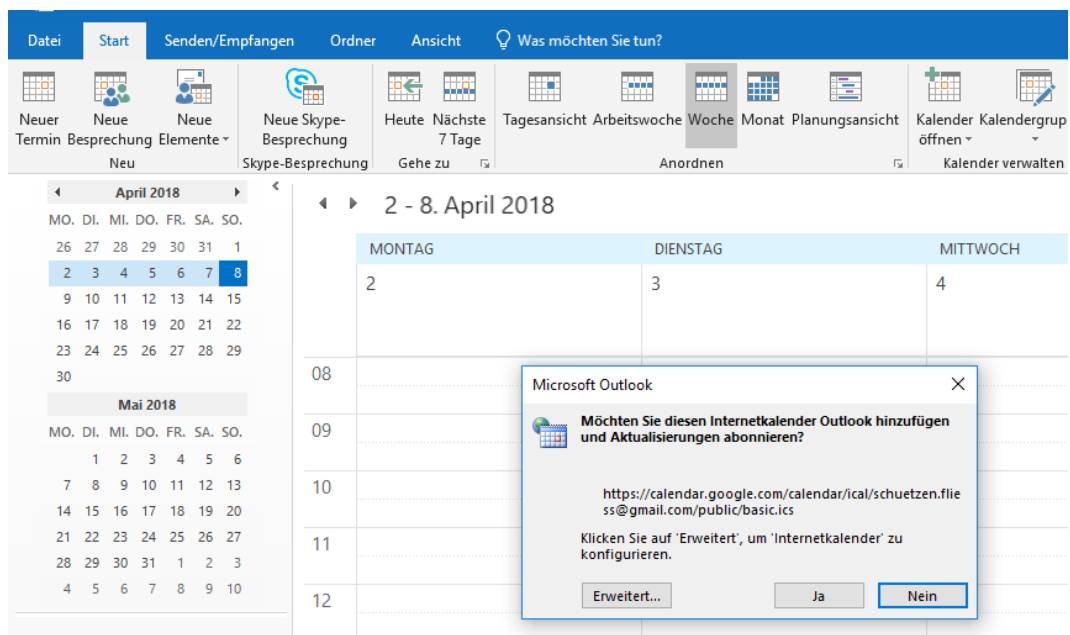 Datei Start Senden/Empfangen Ordner Ansicht Was möchten Sie tun?
Neuer Neue Neue Neue Skype- Heute Nächste Tagesansicht Arbeitswoche Woche Monat Planungsansicht Kalender Kalendergrup
Termin Besprechung Elemente Besprechung 7 Tage öffnen
Neu Skype-Besprechung Gehe zu Anordnen Kalender verwalten
April 2018
MO. DI. MI. DO. FR. SA. SO.
26 27 28 29 30 31 1
2 3 4 5 6 7 8
9 10 11 12 13 14 15
16 17 18 19 20 21 22
23 24 25 26 27 28 29
30
Mai 2018
MO. DI. MI. DO. FR. SA. SO.
1 2 3 4 5 6
7 8 9 10 11 12 13
14 15 16 17 18 19 20
21 22 23 24 25 26 27
28 29 30 31 1 2 3
4 5 6 7 8 9 10
2 - 8. April 2018
MONTAG DIENSTAG MITTWOCH
2 3 4
08
09
10
11
12
Microsoft Outlook
Möchten Sie diesen Internetkalender Outlook hinzufügen
und Aktualisierungen abonnieren?
https://calendar.google.com/calendar/ical/schuetzen.flie
ss@gmail.com/public/basic.ics
Klicken Sie auf 'Erweitert', um 'Internetkalender' zu
konfigurieren.
Erweitert... Ja Nein